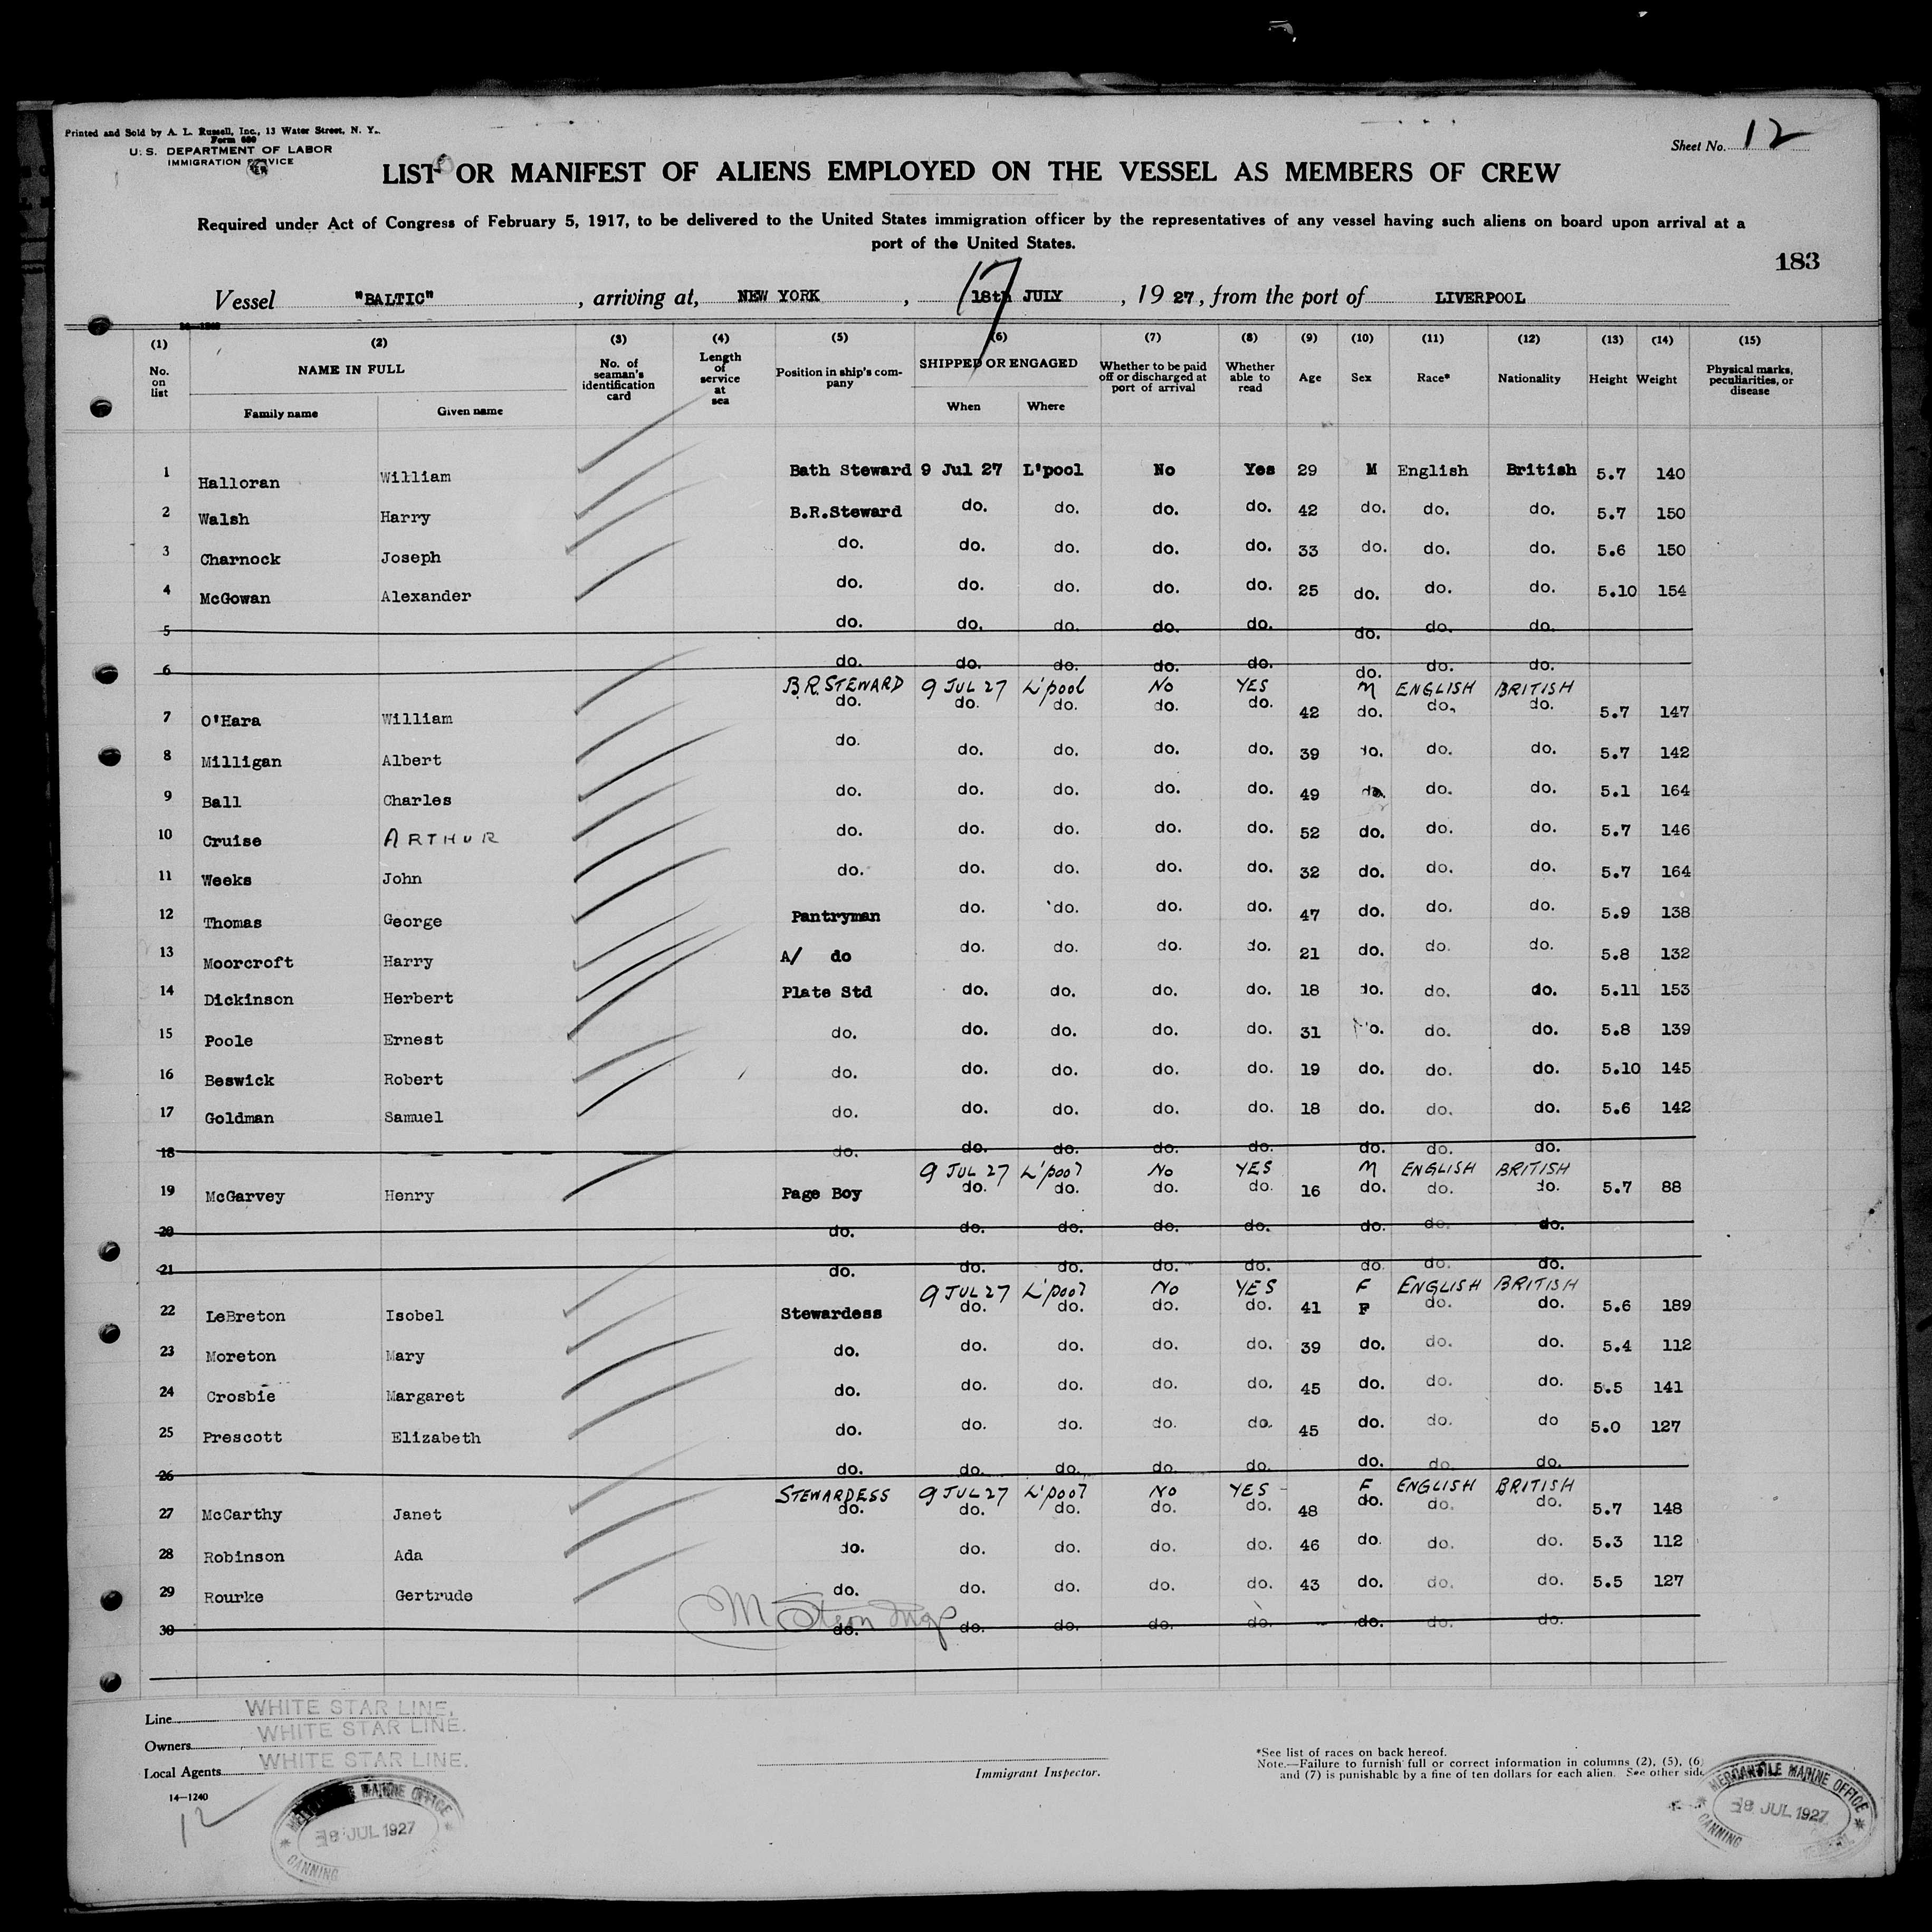 Printed and Sold by A. L. Russell, Inc., 13 Water Street, N. Y.
Form 680
U. S. DEPARTMENT OF LABOR
IMMIGRATION SERVICE
Sheet No. 12
LIST OR MANIFEST OF ALIENS EMPLOYED ON THE VESSEL AS MEMBERS OF CREW
Required under Act of Congress of February 5, 1917, to be delivered to the United States immigration officer by the representatives of any vessel having such aliens on board upon arrival at a
port of the United States.
183
Vessel "BALTIC", arriving at, NEW YORK, 17 18th JULY, 19 27, from the port of LIVERPOOL
(1) (2) (3) (4) (5) (6) (7) (8) (9) (10) (11) (12) (13) (14) (15)
No. on list NAME IN FULL Family name Given name No. of seaman's identification card Length of service at sea Position in ship's company SHIPPED OR ENGAGED When Where Whether to be paid off or discharged at port of arrival Whether able to read Age Sex Race* Nationality Height Weight Physical marks, peculiarities, or disease
1 Halloran William Bath Steward 9 Jul 27 L'pool No Yes 29 M English British 5.7 140
2 Walsh Harry B.R.Steward do. do. do. do. 42 do. do. do. 5.7 150
3 Charnock Joseph do. do. do. do. do. 33 do. do. do. 5.6 150
4 McGowan Alexander do. do. do. do. do. 25 do. do. do. 5.10 154
5 do. do. do. do. do. do. do. do.
6 do. do. do. do. do. do. do. do.
B.R. STEWARD 9 JUL 27 L'pool No YES M ENGLISH BRITISH
7 O'Hara William do. do. do. do. do. 42 do. do. do. 5.7 147
8 Milligan Albert do. do. do. do. do. 39 do. do. do. 5.7 142
9 Ball Charles do. do. do. do. do. 49 do. do. do. 5.1 164
10 Cruise ARTHUR do. do. do. do. do. 52 do. do. do. 5.7 146
11 Weeks John do. do. do. do. do. 32 do. do. do. 5.7 164
12 Thomas George Pantryman do. do. do. do. 47 do. do. do. 5.9 138
13 Moorcroft Harry A/ do do. do. do. do. 21 do. do. do. 5.8 132
14 Dickinson Herbert Plate Std do. do. do. do. 18 do. do. do. 5.11 153
15 Poole Ernest do. do. do. do. do. 31 do. do. do. 5.8 139
16 Beswick Robert do. do. do. do. do. 19 do. do. do. 5.10 145
17 Goldman Samuel do. do. do. do. do. 18 do. do. do. 5.6 142
18 do. do. do. do. do. do. do. do.
9 JUL 27 L'pool No YES M ENGLISH BRITISH
19 McGarvey Henry Page Boy do. do. do. do. 16 do. do. do. 5.7 88
20 do. do. do. do. do. do. do. do.
21 do. do. do. do. do. do. do. do.
9 JUL 27 L'pool No YES F ENGLISH BRITISH
22 LeBreton Isobel Stewardess do. do. do. do. 41 F do. do. 5.6 189
23 Moreton Mary do. do. do. do. do. 39 do. do. do. 5.4 112
24 Crosbie Margaret do. do. do. do. do. 45 do. do. do. 5.5 141
25 Prescott Elizabeth do. do. do. do. do. 45 do. do. do 5.0 127
26 do. do. do. do. do. do. do. do.
STEWARDESS 9 JUL 27 L'pool No YES F ENGLISH BRITISH
27 McCarthy Janet do. do. do. do. do. 48 do. do. do. 5.7 148
28 Robinson Ada do. do. do. do. do. 46 do. do. do. 5.3 112
29 Rourke Gertrude do. do. do. do. do. 43 do. do. do. 5.5 127
30 do. do. do. do. do. do. do. do.
Line WHITE STAR LINE.
Owners WHITE STAR LINE.
Local Agents WHITE STAR LINE.
Immigrant Inspector.
*See list of races on back hereof.
Note.—Failure to furnish full or correct information in columns (2), (5), (6)
and (7) is punishable by a fine of ten dollars for each alien. See other side
14—1240
12
MARINE OFFICE
8 JUL 1927
CANNING
MERCANTILE MARINE OFFICE
8 JUL 1927
CANNING